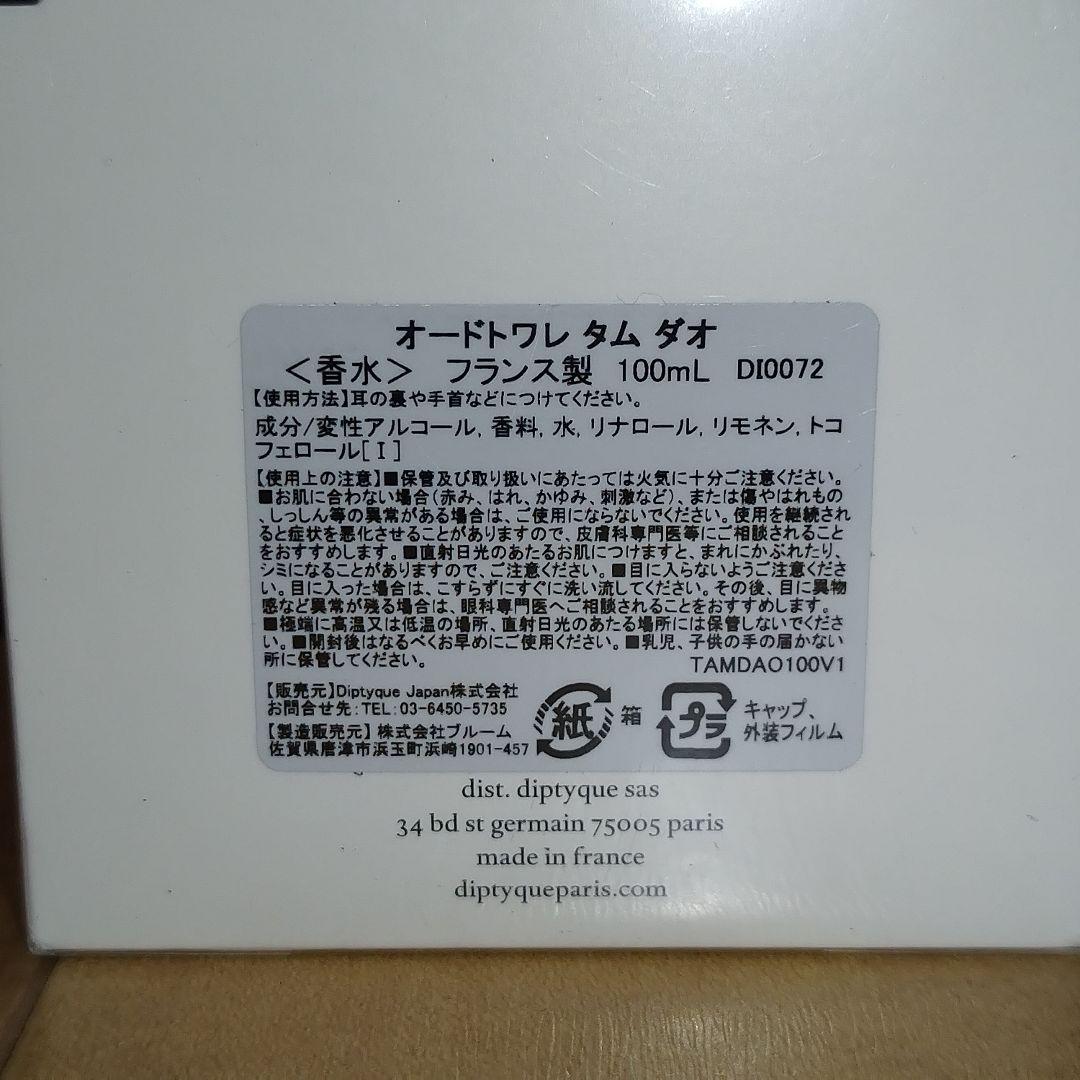 オードトワレ タム ダオ
＜香水＞ フランス製 100mL DI0072
【使用方法】耳の裏や手首などにつけてください。
成分/変性アルコール, 香料, 水, リナロール, リモネン, トコ
フェロール[I]
【使用上の注意】■保管及び取り扱いにあたっては火気に十分ご注意ください。
■お肌に合わない場合(赤み、はれ、かゆみ、刺激など)、または傷やはれもの
、しっしん等の異常がある場合は、ご使用にならないでください。使用を継続され
ると症状を悪化させることがありますので、皮膚科専門医等にご相談されること
をおすすめします。■直射日光のあたるお肌につけますと、まれにかぶれたり、
シミになることがありますので、ご注意ください。■目に入らないようご注意くださ
い。目に入った場合は、こすらずにすぐに洗い流してください。その後、目に異物
感など異常が残る場合は、眼科専門医へご相談されることをおすすめします。
■極端に高温又は低温の場所、直射日光のあたる場所には保管しないでくださ
い。■開封後はなるべくお早めにご使用ください。■乳児、子供の手の届かない
所に保管してください。 TAMDAO100V1
【販売元】Diptyque Japan株式会社
お問合せ先:TEL:03-6450-5735
【製造販売元】株式会社ブルーム
佐賀県唐津市浜玉町浜崎1901-457
紙 箱
プラ キャップ、
外装フィルム
dist. diptyque sas
34 bd st germain 75005 paris
made in france
diptyqueparis.com